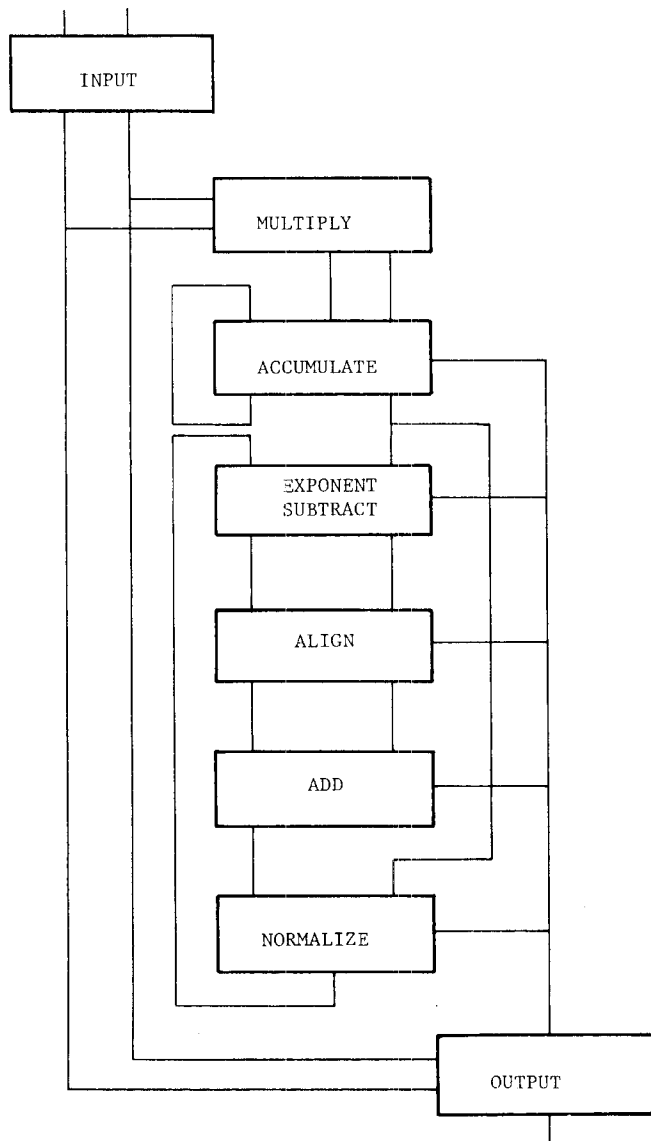 INPUT
MULTIPLY
ACCUMULATE
EXPONENT
SUBTRACT
ALIGN
ADD
NORMALIZE
OUTPUT